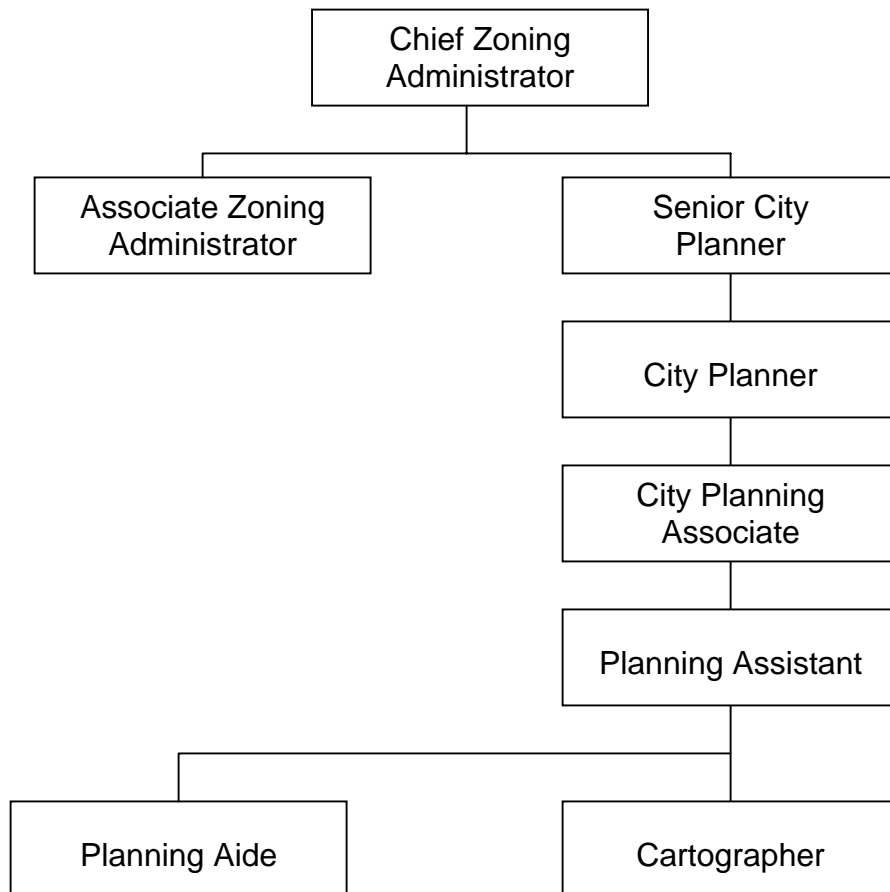 Chief Zoning
Administrator
Associate Zoning
Administrator
Senior City
Planner
City Planner
City Planning
Associate
Planning Assistant
Planning Aide
Cartographer